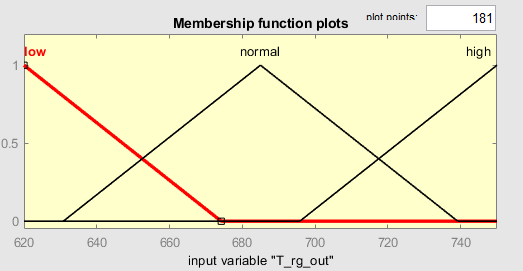 Membership function plots
plot points:
181
low
normal
high
1
0.5
0
620
640
660
680
700
720
740
input variable "T_rg_out"